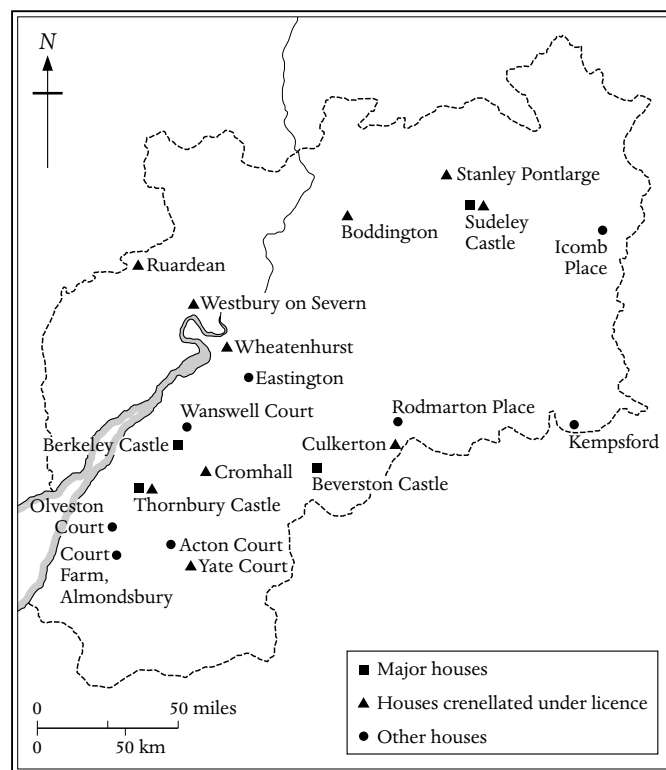 N
Stanley Pontlarge
Boddington
Sudeley
Castle
Icomb
Place
Ruardean
Westbury on Severn
Wheatenhurst
Eastington
Wanswell Court
Rodmarton Place
Berkeley Castle
Culkerton
Kempsford
Cromhall
Beverston Castle
Thornbury Castle
Olveston
Court
Acton Court
Court
Farm,
Almondsbury
Yate Court
Major houses
Houses crenellated under licence
Other houses
0 50 miles
0 50 km